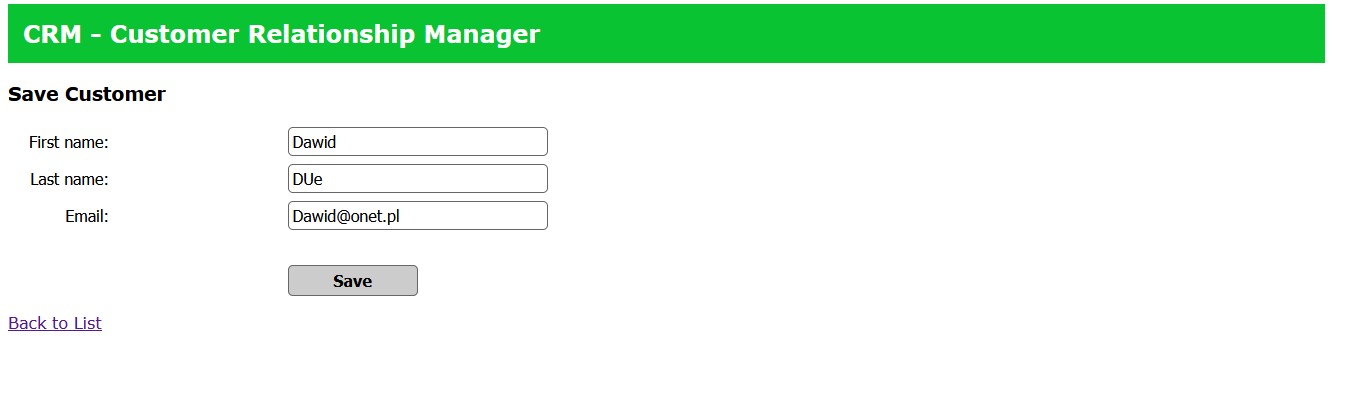 CRM - Customer Relationship Manager
Save Customer
First name: Dawid
Last name: DUe
Email: Dawid@onet.pl
Save
Back to List